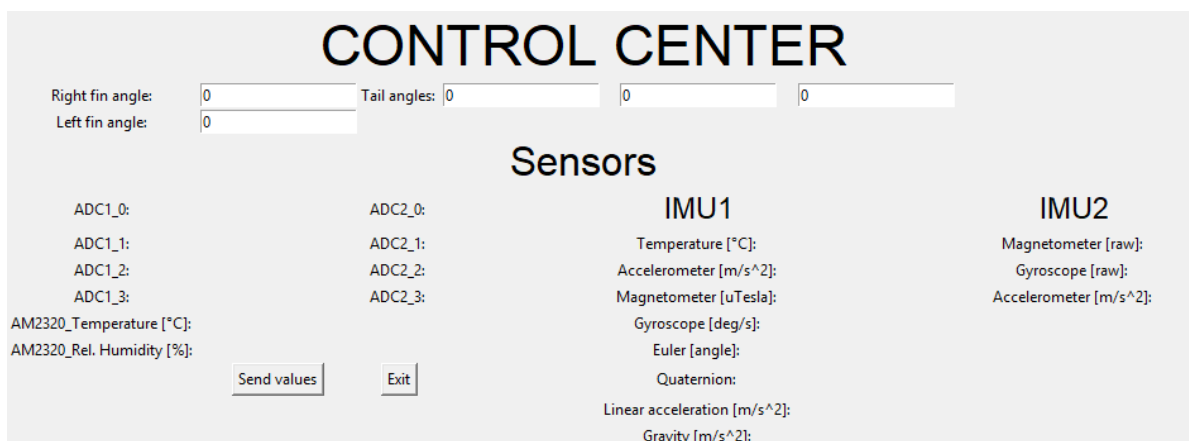 CONTROL CENTER
Right fin angle: 0 Tail angles: 0 0 0
Left fin angle: 0
Sensors
ADC1_0: ADC2_0: IMU1 IMU2
ADC1_1: ADC2_1: Temperature [°C]: Magnetometer [raw]:
ADC1_2: ADC2_2: Accelerometer [m/s^2]: Gyroscope [raw]:
ADC1_3: ADC2_3: Magnetometer [uTesla]: Accelerometer [m/s^2]:
AM2320_Temperature [°C]: Gyroscope [deg/s]:
AM2320_Rel. Humidity [%]: Euler [angle]:
Send values Exit Quaternion:
Linear acceleration [m/s^2]:
Gravity [m/s^2]: